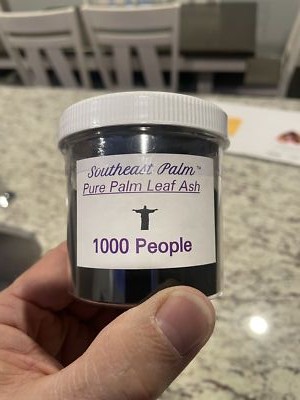 Southeast Palm™
Pure Palm Leaf Ash
1000 People